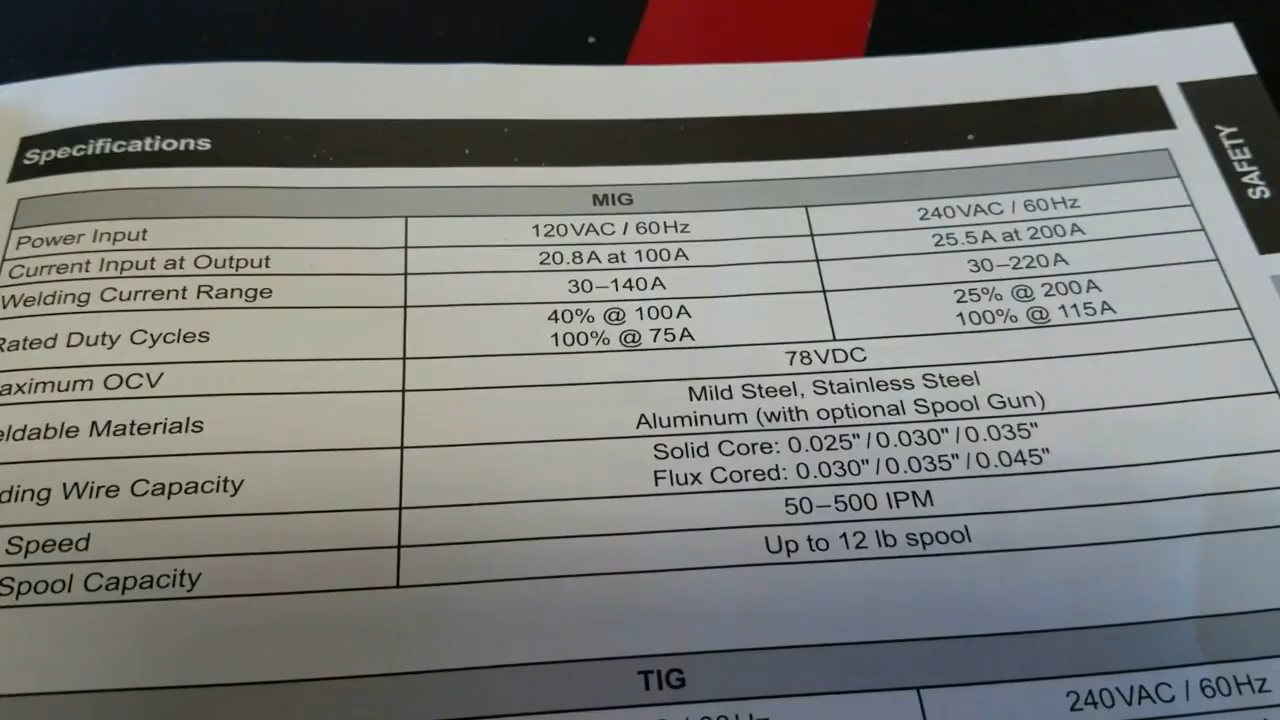 Specifications
SAFETY
MIG
Power Input 120VAC / 60Hz 240VAC / 60Hz
Current Input at Output 20.8A at 100A 25.5A at 200A
Welding Current Range 30–140A 30–220A
Rated Duty Cycles 40% @ 100A 25% @ 200A
100% @ 75A 100% @ 115A
aximum OCV 78VDC
eldable Materials Mild Steel, Stainless Steel
Aluminum (with optional Spool Gun)
ding Wire Capacity Solid Core: 0.025" / 0.030" / 0.035"
Flux Cored: 0.030" / 0.035" / 0.045"
Speed 50–500 IPM
Spool Capacity Up to 12 lb spool
TIG
240VAC / 60Hz